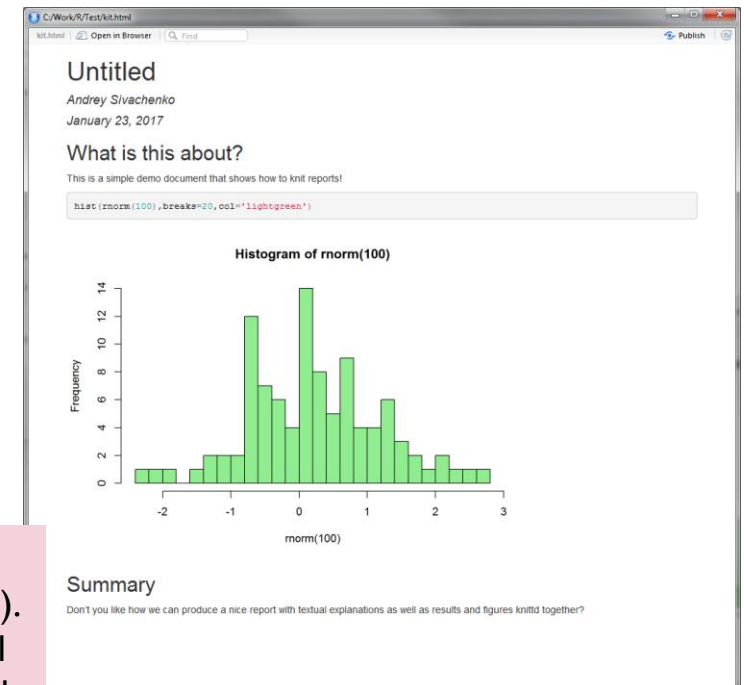 C:/Work/R/Test/kit.html
kit.html Open in Browser Find Publish
Untitled
Andrey Sivachenko
January 23, 2017
What is this about?
This is a simple demo document that shows how to knit reports!
hist(rnorm(100),breaks=20,col='lightgreen')
Histogram of rnorm(100)
Frequency
14
12
10
8
6
4
2
0
-2 -1 0 1 2 3
rnorm(100)
Summary
Don't you like how we can produce a nice report with textual explanations as well as results and figures knittd together?
).